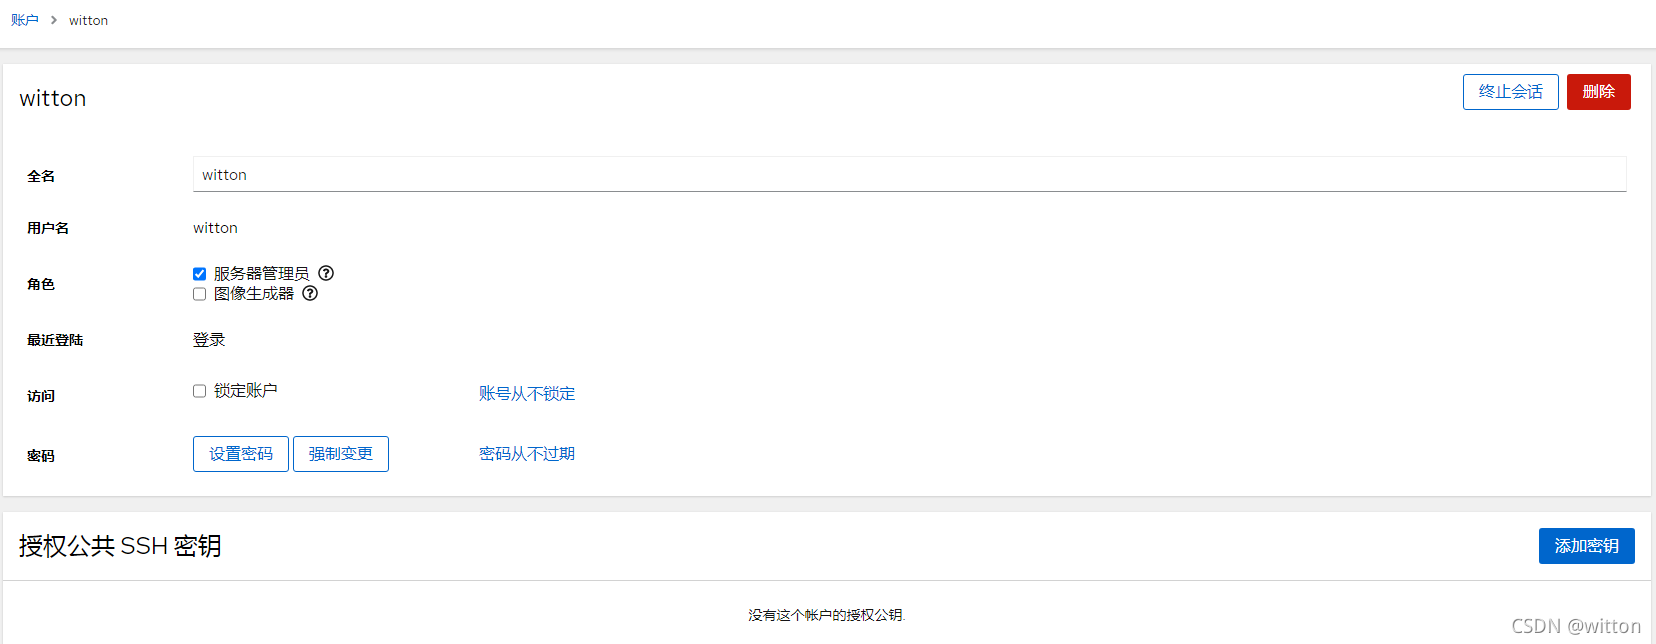 账户 > witton
witton
终止会话 删除
全名 witton
用户名 witton
角色 服务器管理员
图像生成器
最近登陆 登录
访问 锁定账户 账号从不锁定
密码 设置密码 强制变更 密码从不过期
授权公共 SSH 密钥 添加密钥
没有这个帐户的授权公钥.
CSDN @witton